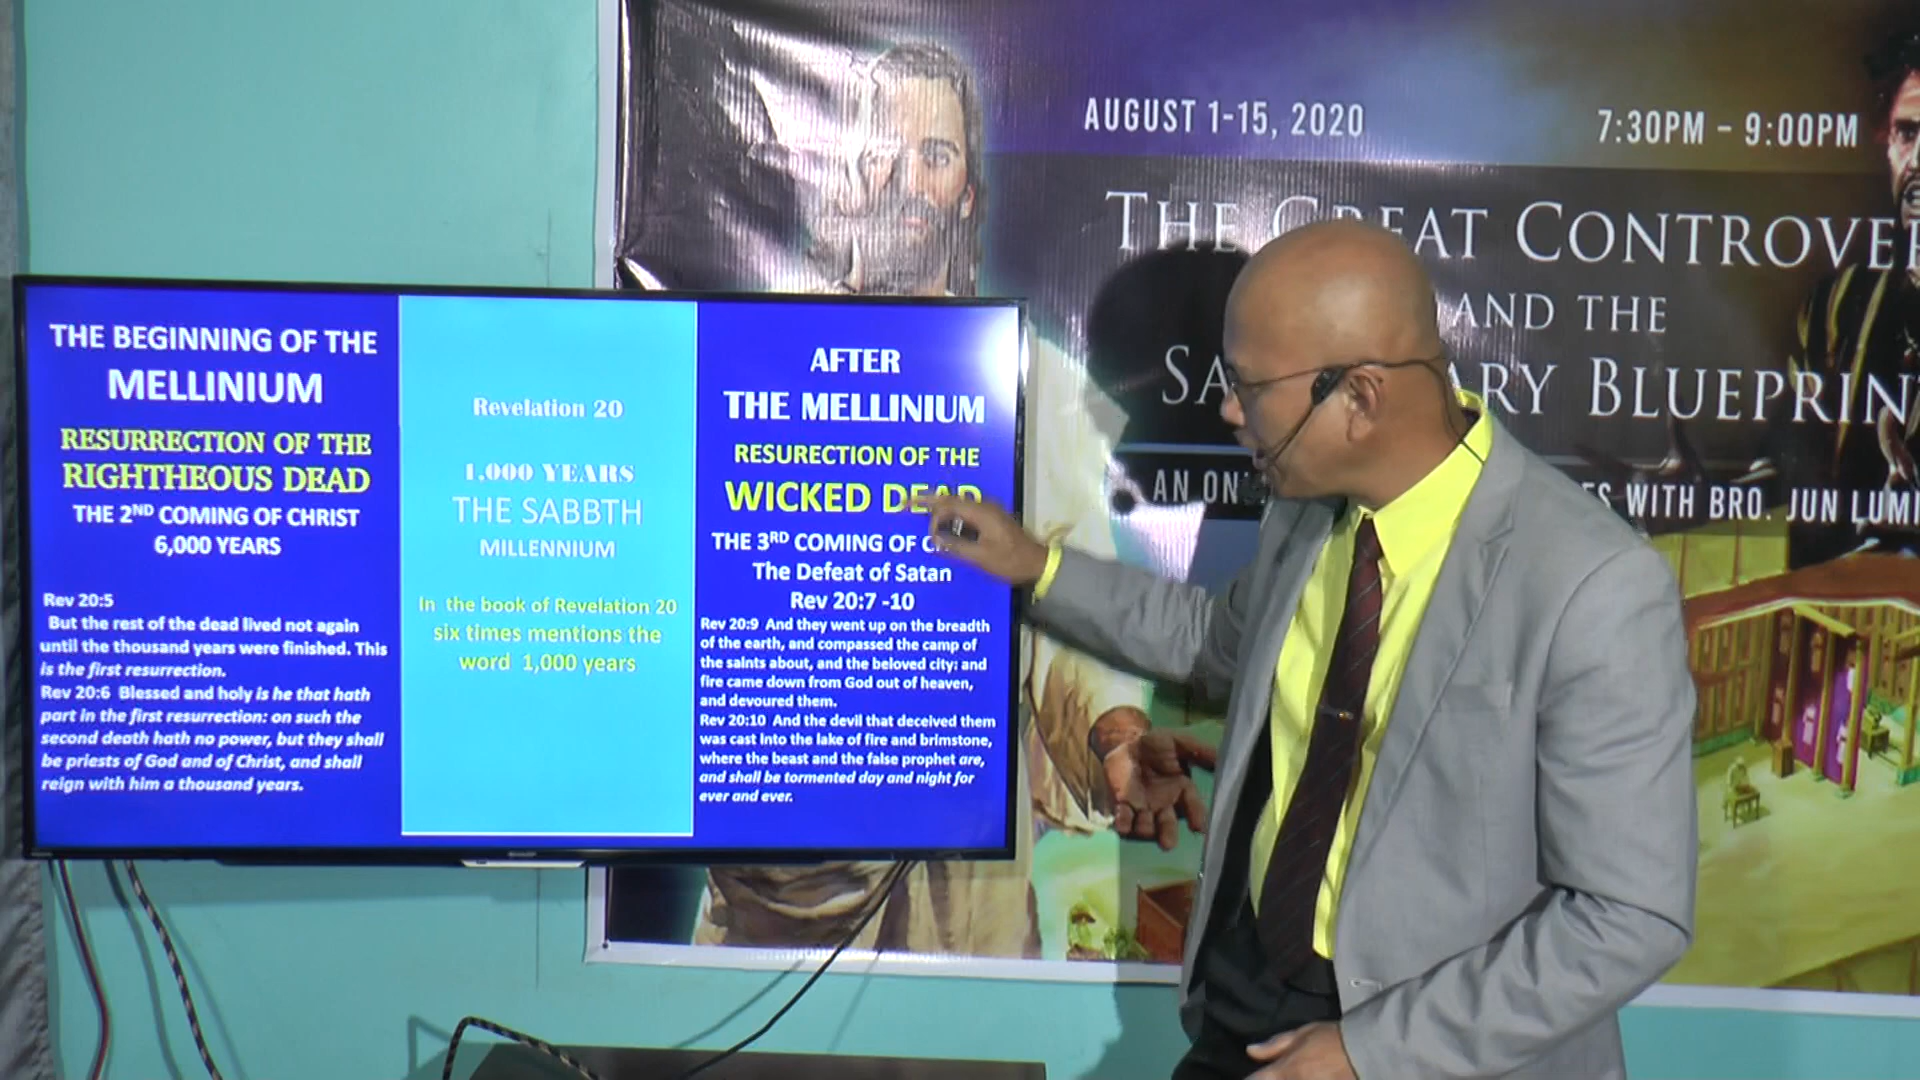 AUGUST 1-15, 2020
7:30PM - 9:00PM
THE GREAT
AND THE
BLUEPRIN
AN
WITH BRO. JUN
THE BEGINNING OF THE
MELLINIUM
RESURRECTION OF THE
RIGHTHEOUS DEAD
THE 2ND COMING OF CHRIST
6,000 YEARS
Rev 20:5
But the rest of the dead lived not again
until the thousand years were finished. This
is the first resurrection.
Rev 20:6 Blessed and holy is he that hath
part in the first resurrection: on such the
second death hath no power, but they shall
be priests of God and of Christ, and shall
reign with him a thousand years.
Revelation 20
1,000 YEARS
THE SABBTH
MILLENNIUM
In the book of Revelation 20
six times mentions the
word 1,000 years
AFTER
THE MELLINIUM
RESURECTION OF THE
WICKED DEAD
THE 3RD COMING OF
The Defeat of Satan
Rev 20:7 -10
Rev 20:9 And they went up on the breadth
of the earth, and compassed the camp of
the saints about, and the beloved city: and
fire came down from God out of heaven,
and devoured them.
Rev 20:10 And the devil that deceived them
was cast into the lake of fire and brimstone,
where the beast and the false prophet are,
and shall be tormented day and night for
ever and ever.